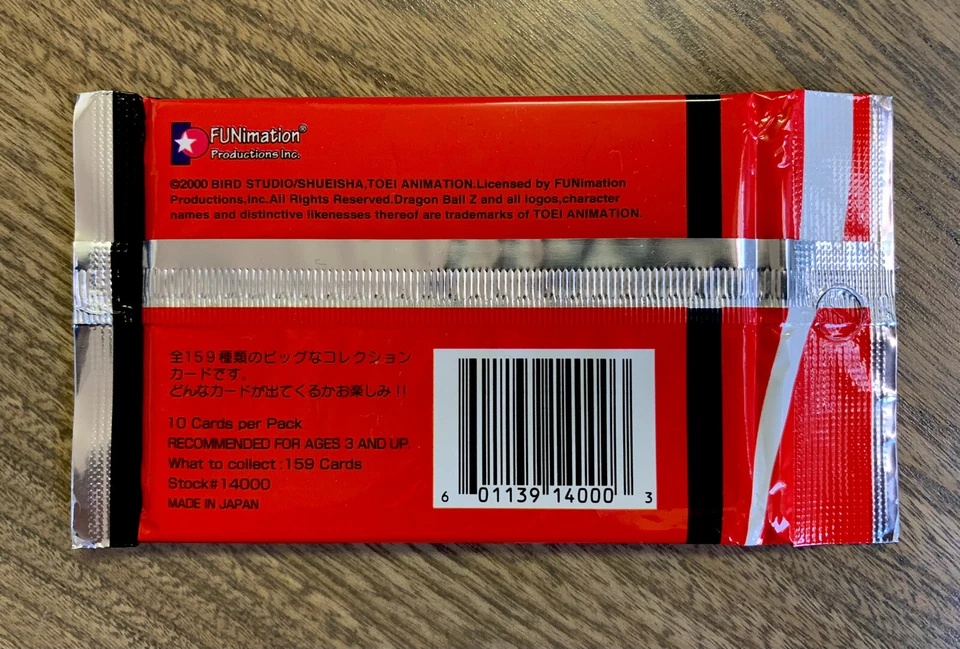 FUNimation®
Productions Inc.
©2000 BIRD STUDIO/SHUEISHA,TOEI ANIMATION.Licensed by FUNimation
Productions,Inc.All Rights Reserved.Dragon Ball Z and all logos,character
names and distinctive likenesses thereof are trademarks of TOEI ANIMATION.
全159種類のビッグなコレクション
カードです。
どんなカードが出てくるかお楽しみ!!
10 Cards per Pack
RECOMMENDED FOR AGES 3 AND UP.
What to collect :159 Cards
Stock#14000
MADE IN JAPAN
6 01139 14000 3